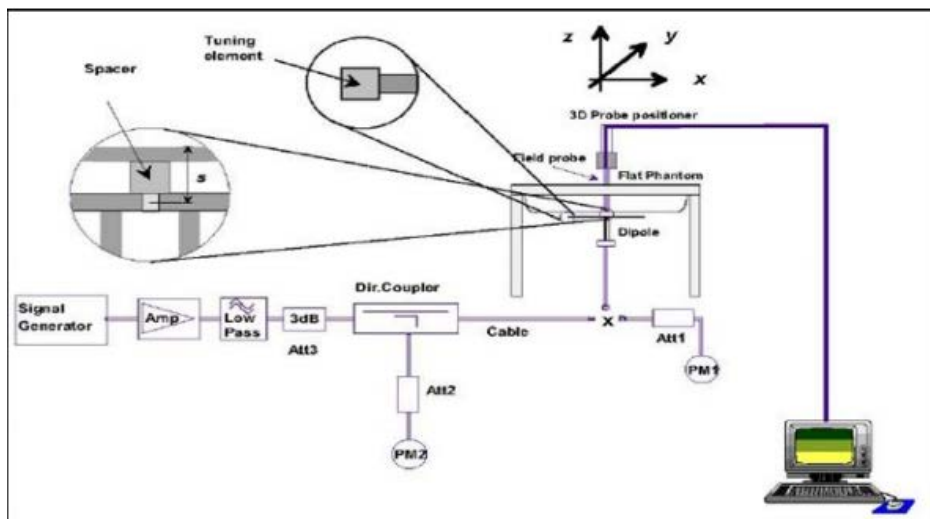 Tuning
element
Spacer
s
z
y
x
3D Probe positioner
Field probe
Flat Phantom
Dipole
Signal
Generator
Amp
Low
Pass
3dB
Att3
Dir.Coupler
Cable
x
Att1
PM1
Att2
PM2